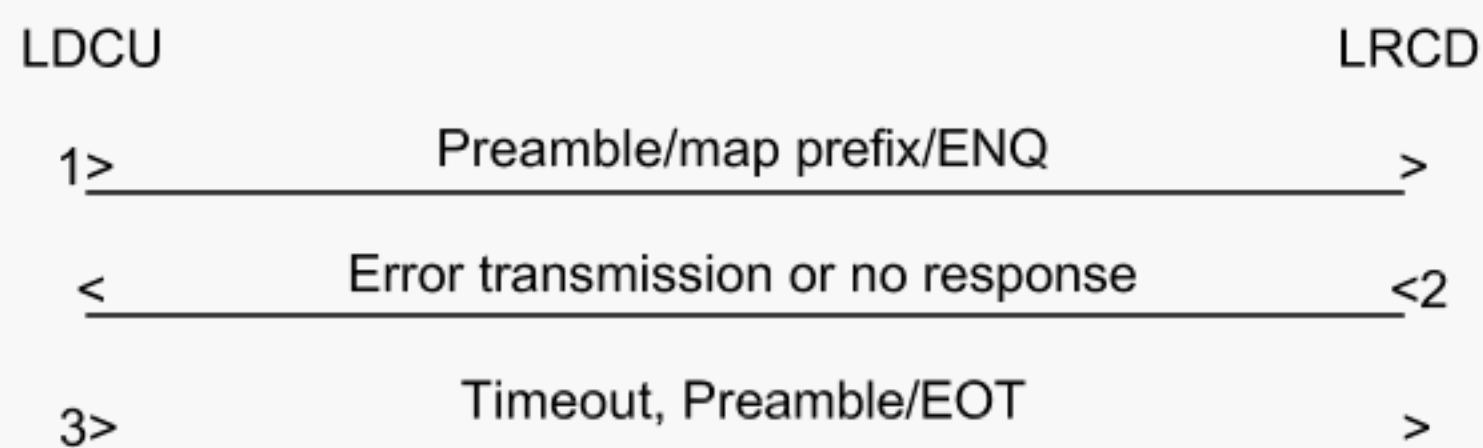 LDCU LRCD
1> Preamble/map prefix/ENQ >
< Error transmission or no response <2
3> Timeout, Preamble/EOT >